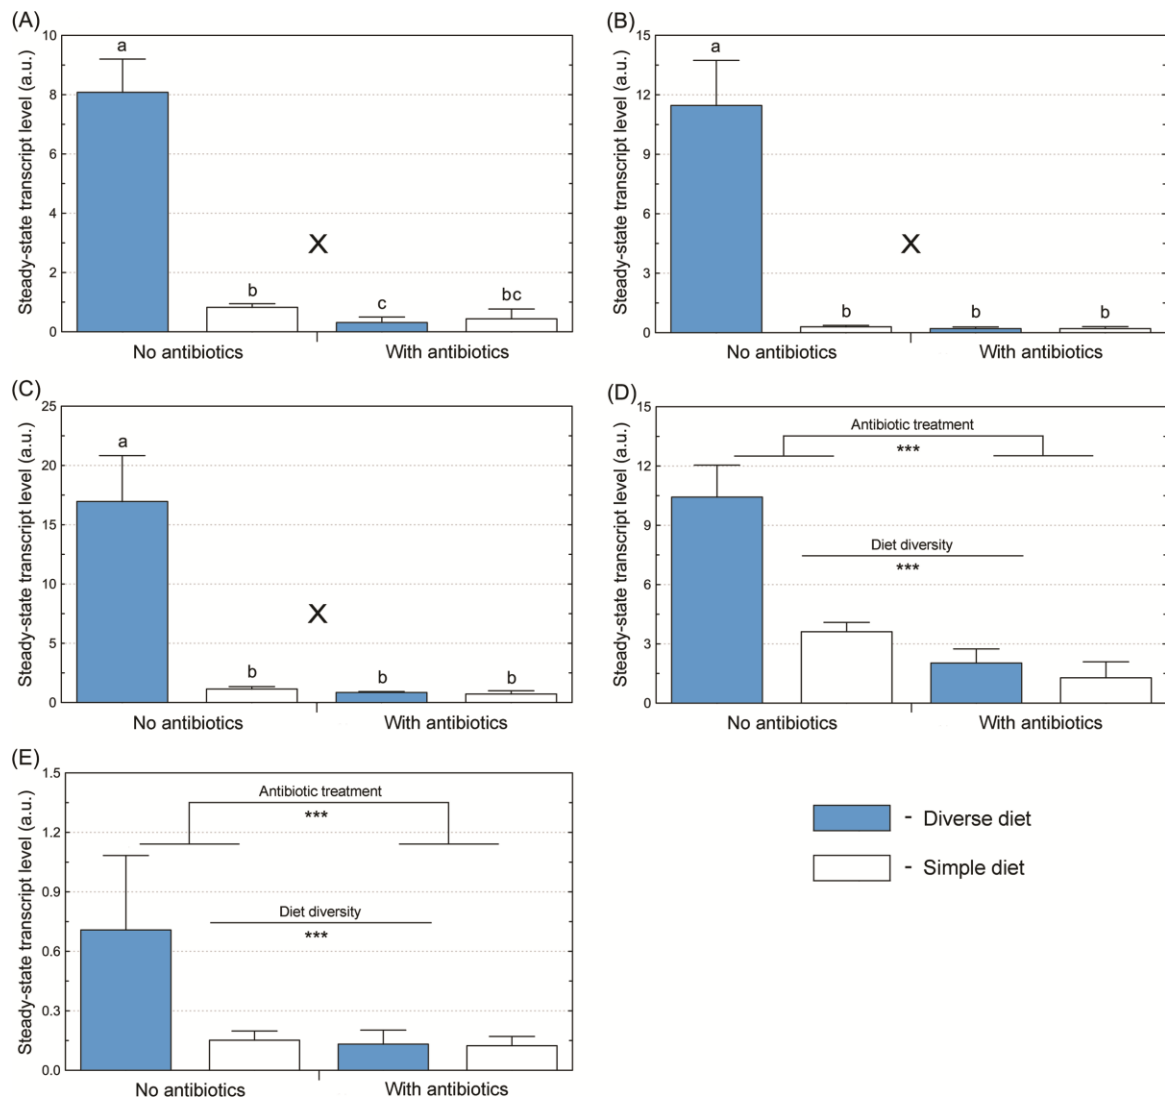 (A)
Steady-state transcript level (a.u.)
10
8
6
4
2
0
a
b
c
bc
X
No antibiotics
With antibiotics
(B)
Steady-state transcript level (a.u.)
15
12
9
6
3
0
a
b
b
b
X
No antibiotics
With antibiotics
(C)
Steady-state transcript level (a.u.)
25
20
15
10
5
0
a
b
b
b
X
No antibiotics
With antibiotics
(D)
Steady-state transcript level (a.u.)
15
12
9
6
3
0
Antibiotic treatment
***
Diet diversity
***
No antibiotics
With antibiotics
(E)
Steady-state transcript level (a.u.)
1.5
1.2
0.9
0.6
0.3
0.0
Antibiotic treatment
***
Diet diversity
***
No antibiotics
With antibiotics
- Diverse diet
- Simple diet